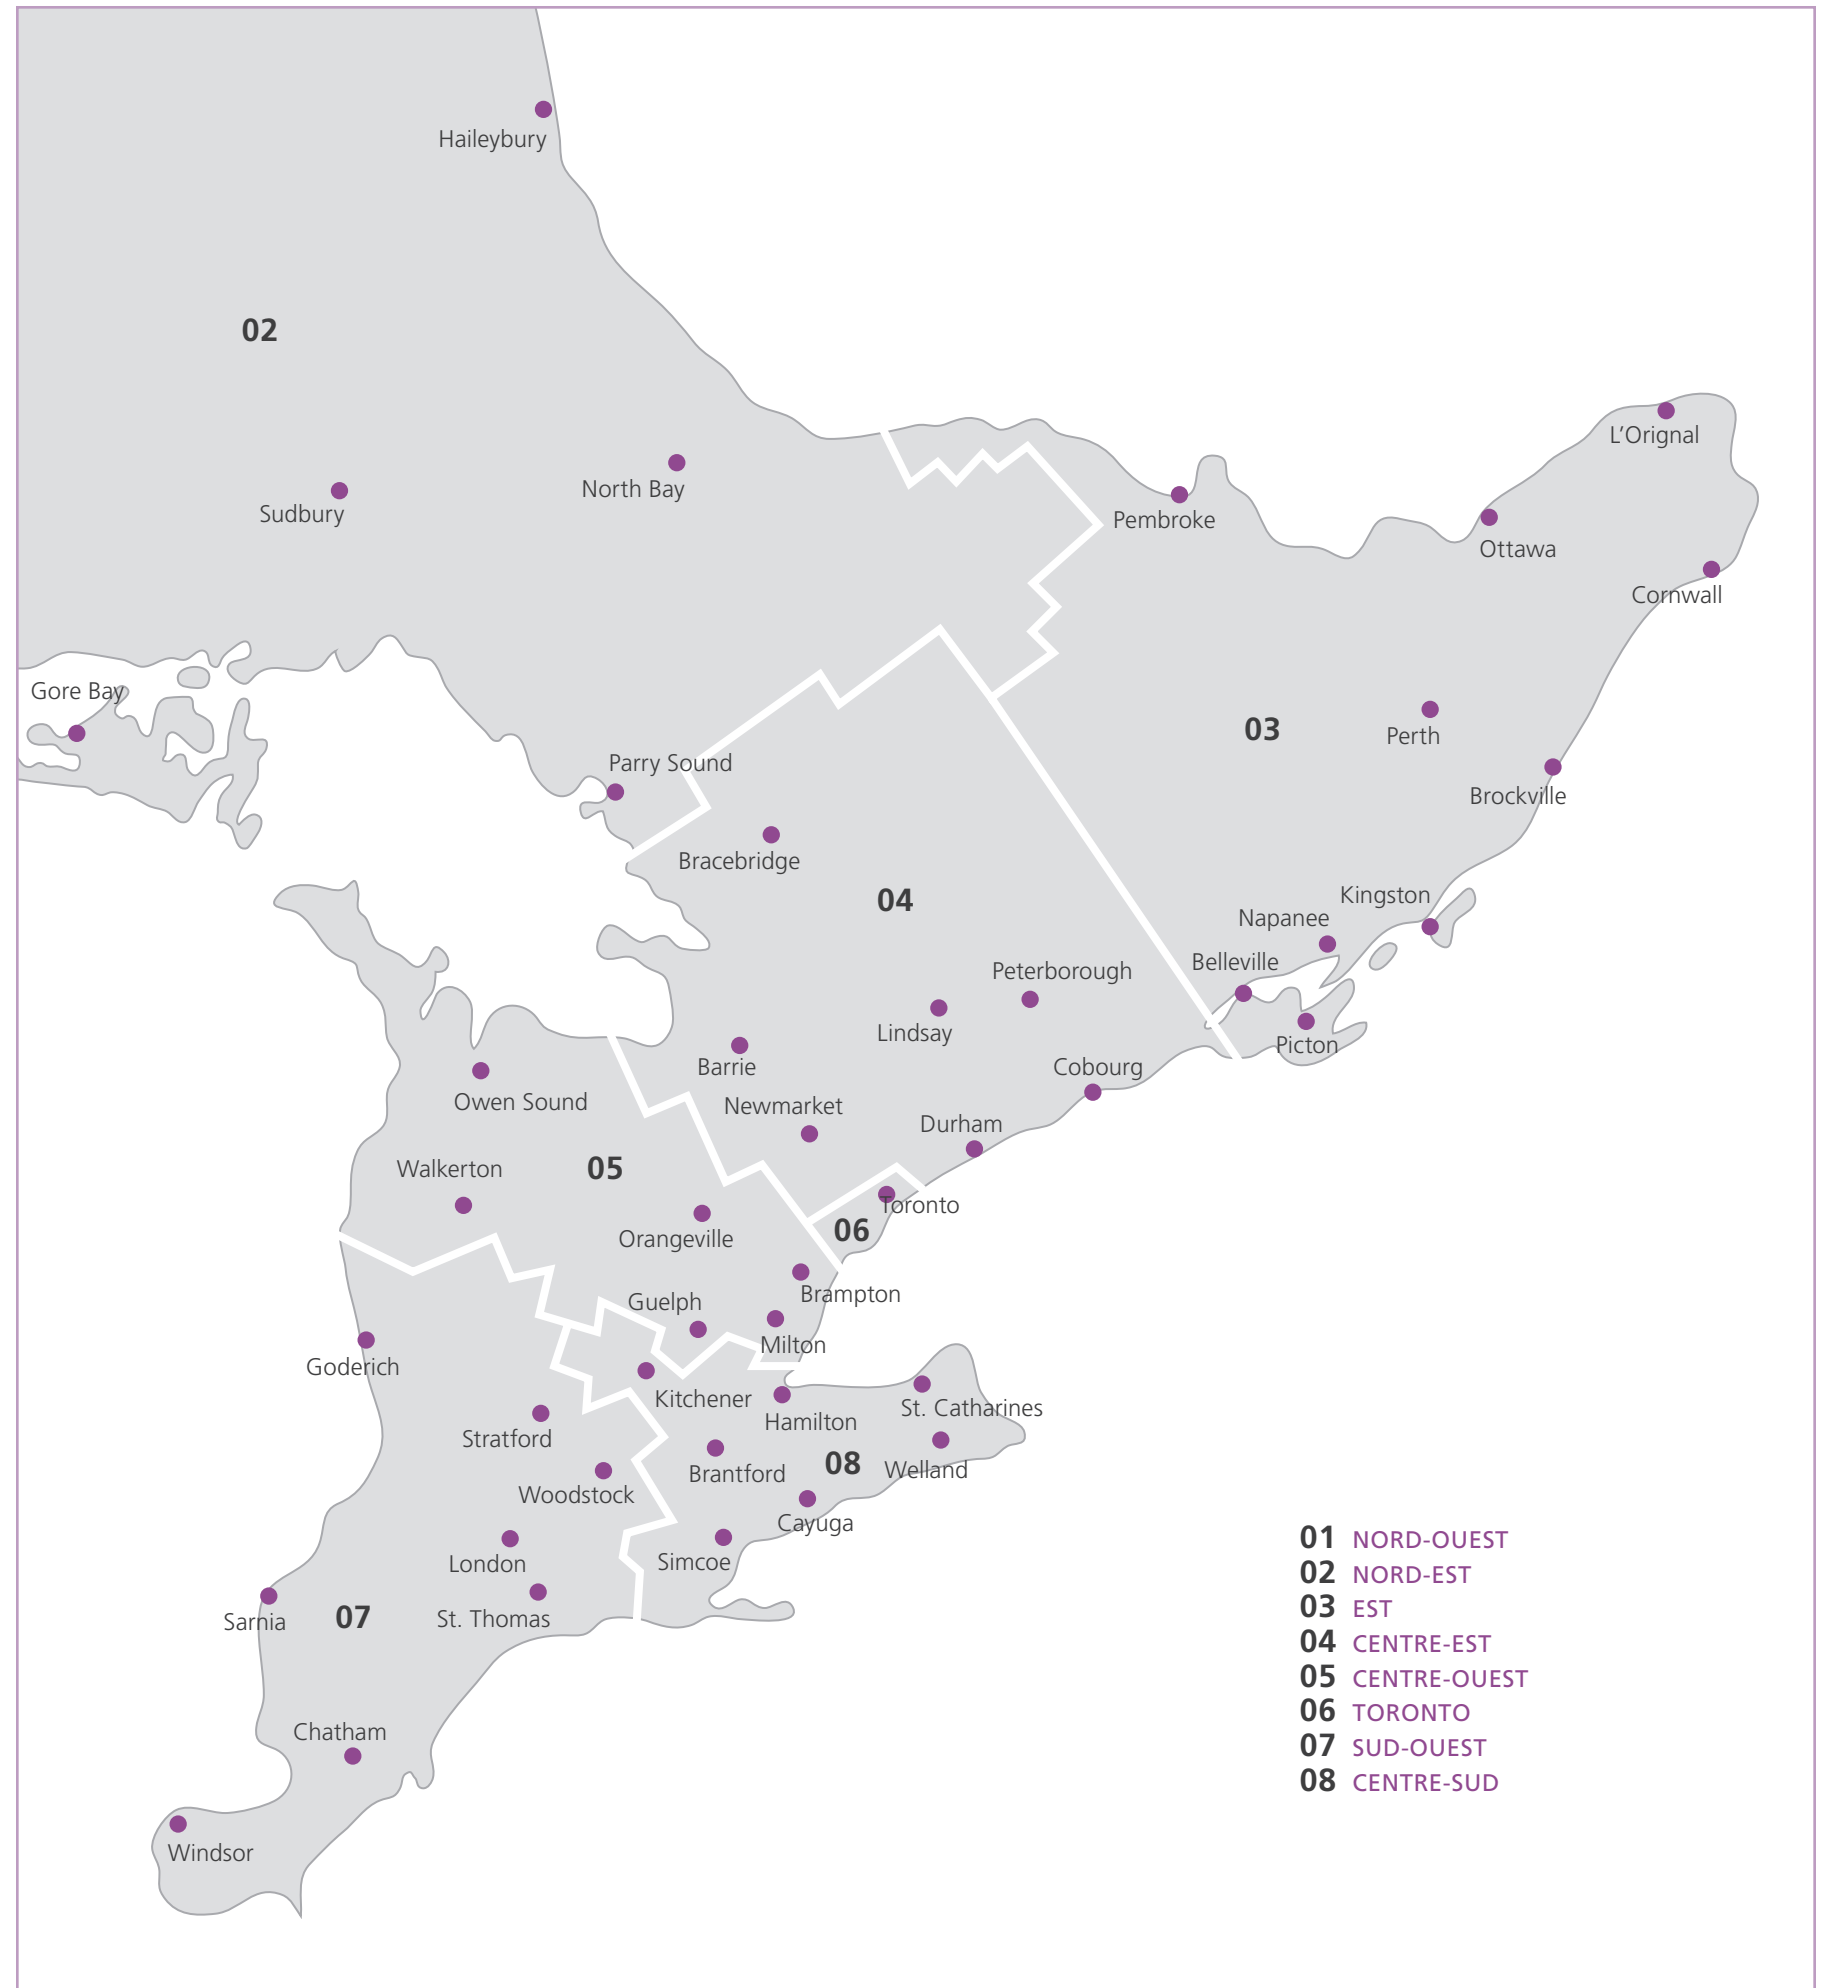 Haileybury
02
L’Orignal
North Bay
Sudbury
Pembroke
Ottawa
Cornwall
Gore Bay
03
Perth
Parry Sound
Brockville
Bracebridge
04
Kingston
Napanee
Belleville
Peterborough
Lindsay
Picton
Barrie
Cobourg
Owen Sound
Newmarket
Durham
Walkerton
05
Toronto
06
Orangeville
Brampton
Guelph
Milton
Goderich
Kitchener
St. Catharines
Hamilton
Stratford
08
Welland
Brantford
Woodstock
Cayuga
London
Simcoe
Sarnia
07
St. Thomas
Chatham
Windsor
01 NORD-OUEST
02 NORD-EST
03 EST
04 CENTRE-EST
05 CENTRE-OUEST
06 TORONTO
07 SUD-OUEST
08 CENTRE-SUD